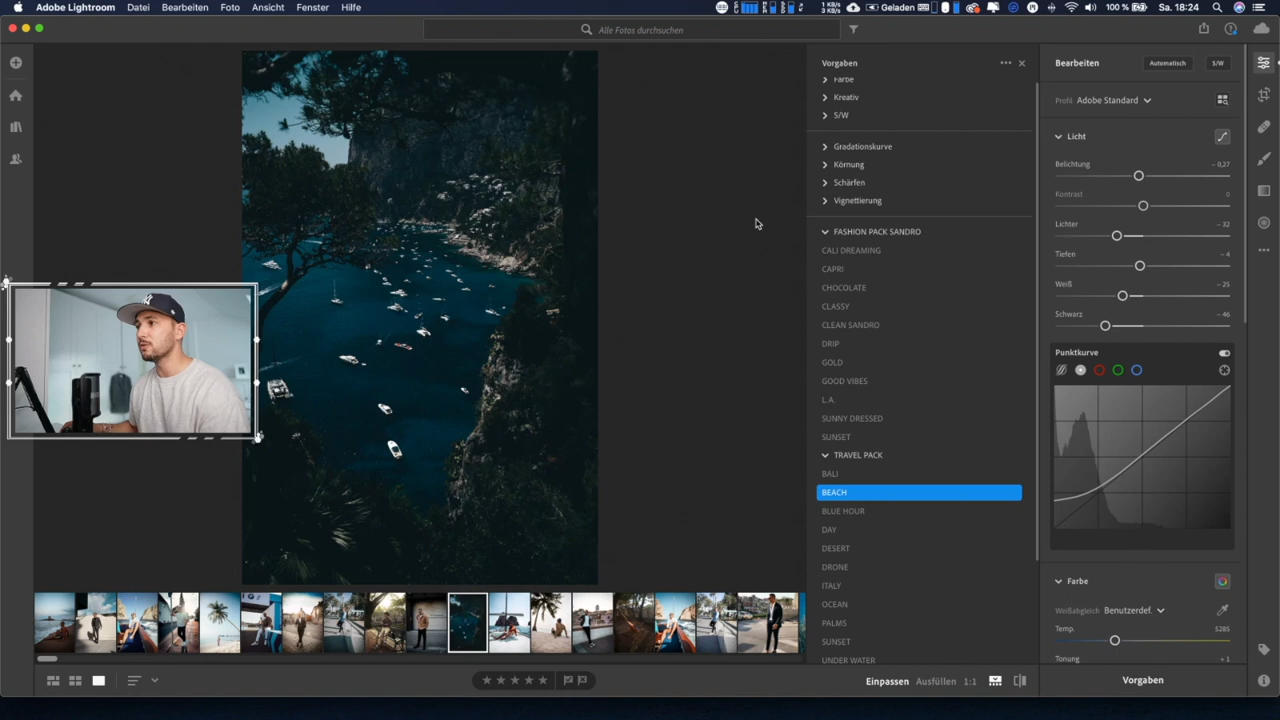 Adobe Lightroom Datei Bearbeiten Foto Ansicht Fenster Hilfe
1 KB/s
3 KB/s
Geladen
100 %
Sa. 18:24
Alle Fotos durchsuchen
Vorgaben
Farbe
Kreativ
S/W
Gradationskurve
Körnung
Schärfen
Vignettierung
FASHION PACK SANDRO
CALI DREAMING
CAPRI
CHOCOLATE
CLASSY
CLEAN SANDRO
DRIP
GOLD
GOOD VIBES
L.A.
SUNNY DRESSED
SUNSET
TRAVEL PACK
BALI
BEACH
BLUE HOUR
DAY
DESERT
DRONE
ITALY
OCEAN
PALMS
SUNSET
UNDER WATER
Bearbeiten Automatisch S/W
Profil Adobe Standard
Licht
Belichtung – 0,27
Kontrast 0
Lichter – 32
Tiefen – 4
Weiß – 25
Schwarz – 46
Punktkurve
Farbe
Weißabgleich Benutzerdef.
Temp. 5285
Tonung + 1
Einpassen Ausfüllen 1:1
Vorgaben